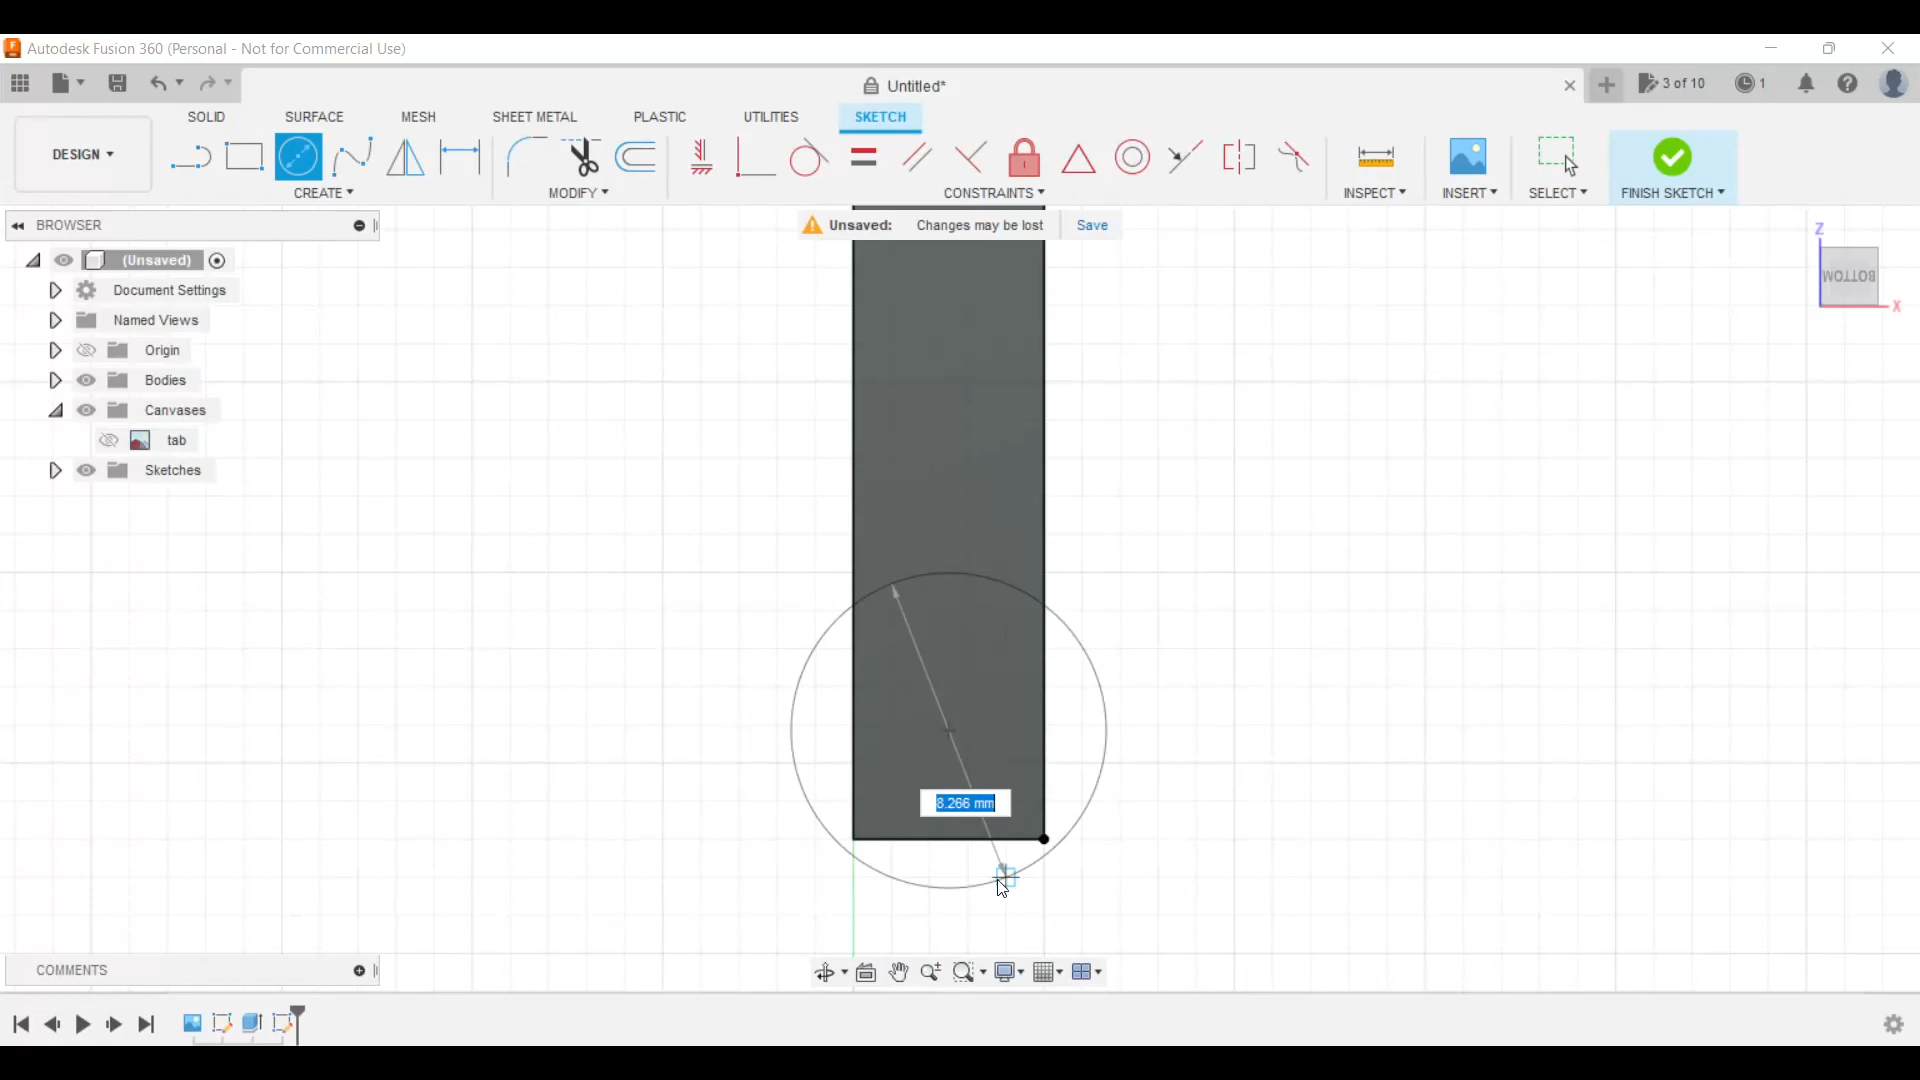 Autodesk Fusion 360 (Personal - Not for Commercial Use)
Untitled*
3 of 10
1
SOLID
SURFACE
MESH
SHEET METAL
PLASTIC
UTILITIES
SKETCH
DESIGN
CREATE
MODIFY
CONSTRAINTS
INSPECT
INSERT
SELECT
FINISH SKETCH
BROWSER
Unsaved: Changes may be lost
Save
(Unsaved)
Document Settings
Named Views
Origin
Bodies
Canvases
tab
Sketches
Z
BOTTOM
X
8.266 mm
COMMENTS